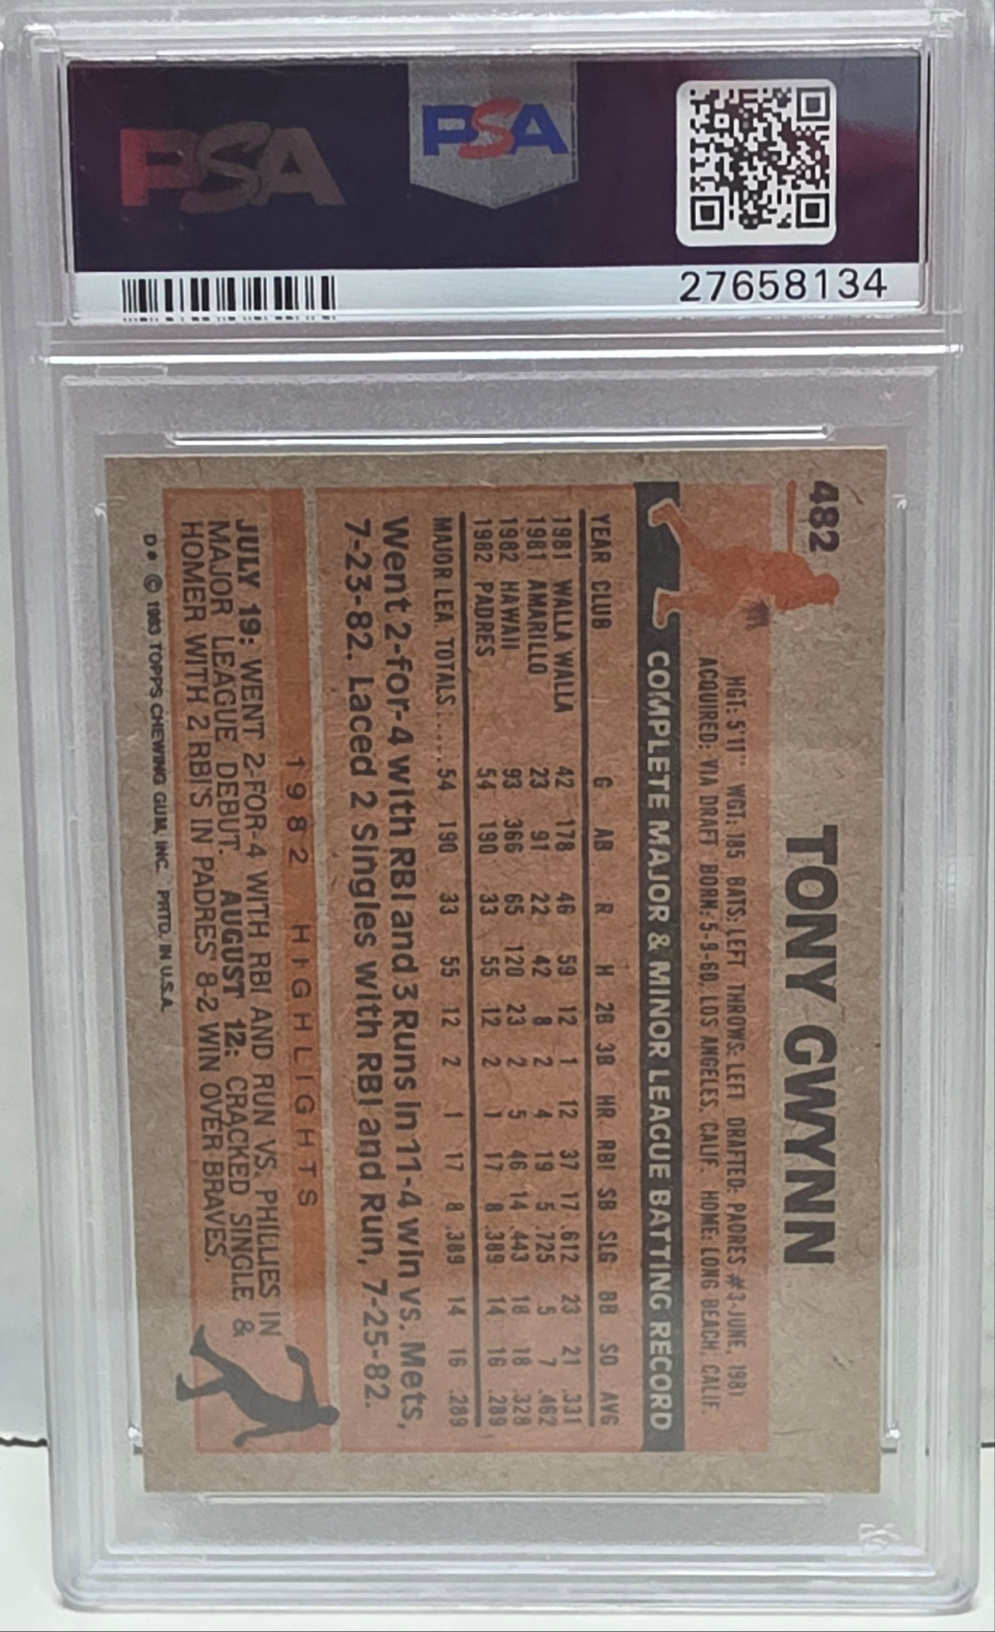 PSA
PSA
27658134
482
TONY GWYNN
HGT: 5'11" WGT: 185 BATS: LEFT THROWS: LEFT DRAFTED: PADRES #3-JUNE, 1981
ACQUIRED: VIA DRAFT BORN: 5-9-60, LOS ANGELES, CALIF. HOME: LONG BEACH, CALIF.
COMPLETE MAJOR & MINOR LEAGUE BATTING RECORD
YEAR CLUB G AB R H 2B 3B HR RBI SB SLG BB SO AVG
1981 WALLA WALLA 42 178 46 59 12 1 12 37 17 .612 23 21 .331
1981 AMARILLO 23 91 22 42 8 2 4 19 5 .725 5 7 .462
1982 HAWAII 93 366 65 120 23 2 5 46 14 .443 18 18 .328
1982 PADRES 54 190 33 55 12 2 1 17 8 .389 14 16 .289
MAJOR LEA TOTALS..... 54 190 33 55 12 2 1 17 8 .389 14 16 .289
Went 2-for-4 with RBI and 3 Runs in 11-4 win vs. Mets,
7-23-82. Laced 2 Singles with RBI and Run, 7-25-82.
1982 HIGHLIGHTS
JULY 19: WENT 2-FOR-4 WITH RBI AND RUN VS. PHILLIES IN
MAJOR LEAGUE DEBUT. AUGUST 12: CRACKED SINGLE &
HOMER WITH 2 RBI'S IN PADRES' 8-2 WIN OVER BRAVES.
D* © 1983 TOPPS CHEWING GUM, INC. PRTD. IN U.S.A.